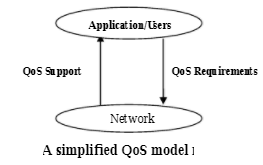 Application/Users
QoS Support
QoS Requirements
Network
A simplified QoS model